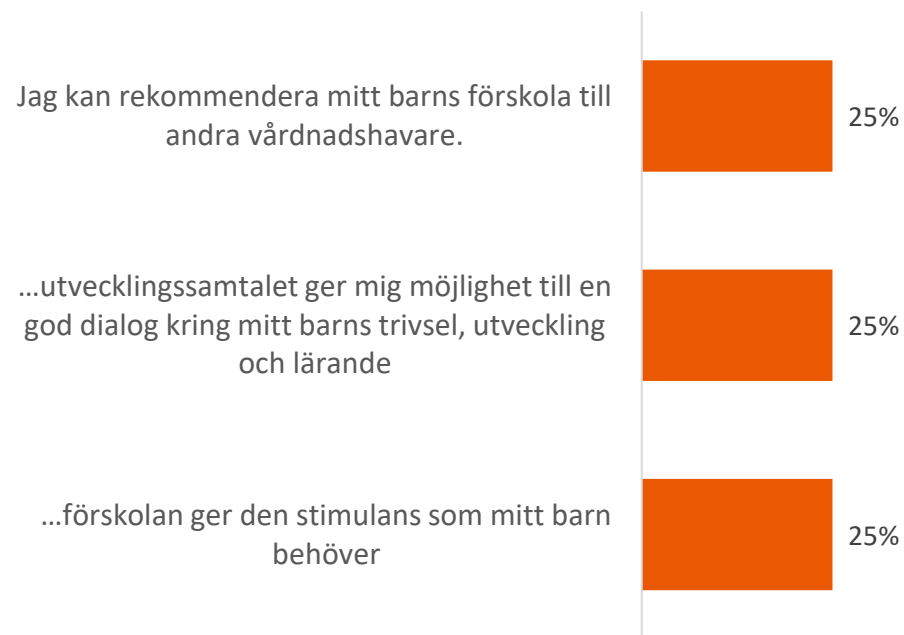 Jag kan rekommendera mitt barns förskola till
andra vårdnadshavare.
25%
...utvecklingssamtalet ger mig möjlighet till en
god dialog kring mitt barns trivsel, utveckling
och lärande
25%
...förskolan ger den stimulans som mitt barn
behöver
25%